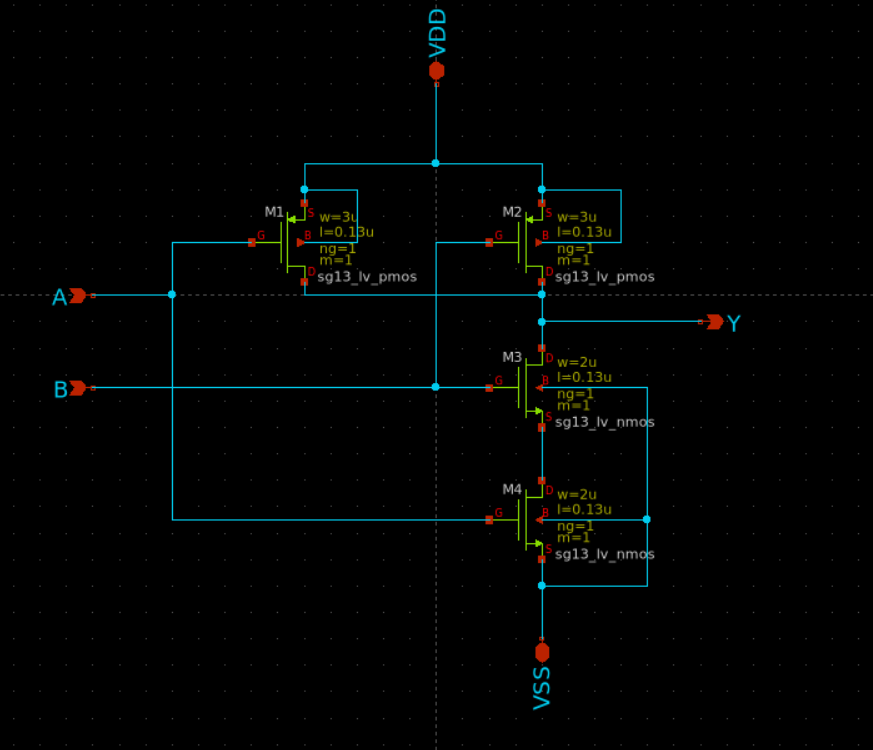 VDD
M1
S
w=3u
l=0.13u
G
B
ng=1
m=1
D
sg13_lv_pmos
M2
S
w=3u
l=0.13u
G
B
ng=1
m=1
D
sg13_lv_pmos
A
Y
M3
D
w=2u
l=0.13u
B
G
B
ng=1
m=1
S
sg13_lv_nmos
M4
D
w=2u
l=0.13u
G
B
ng=1
m=1
S
sg13_lv_nmos
VSS